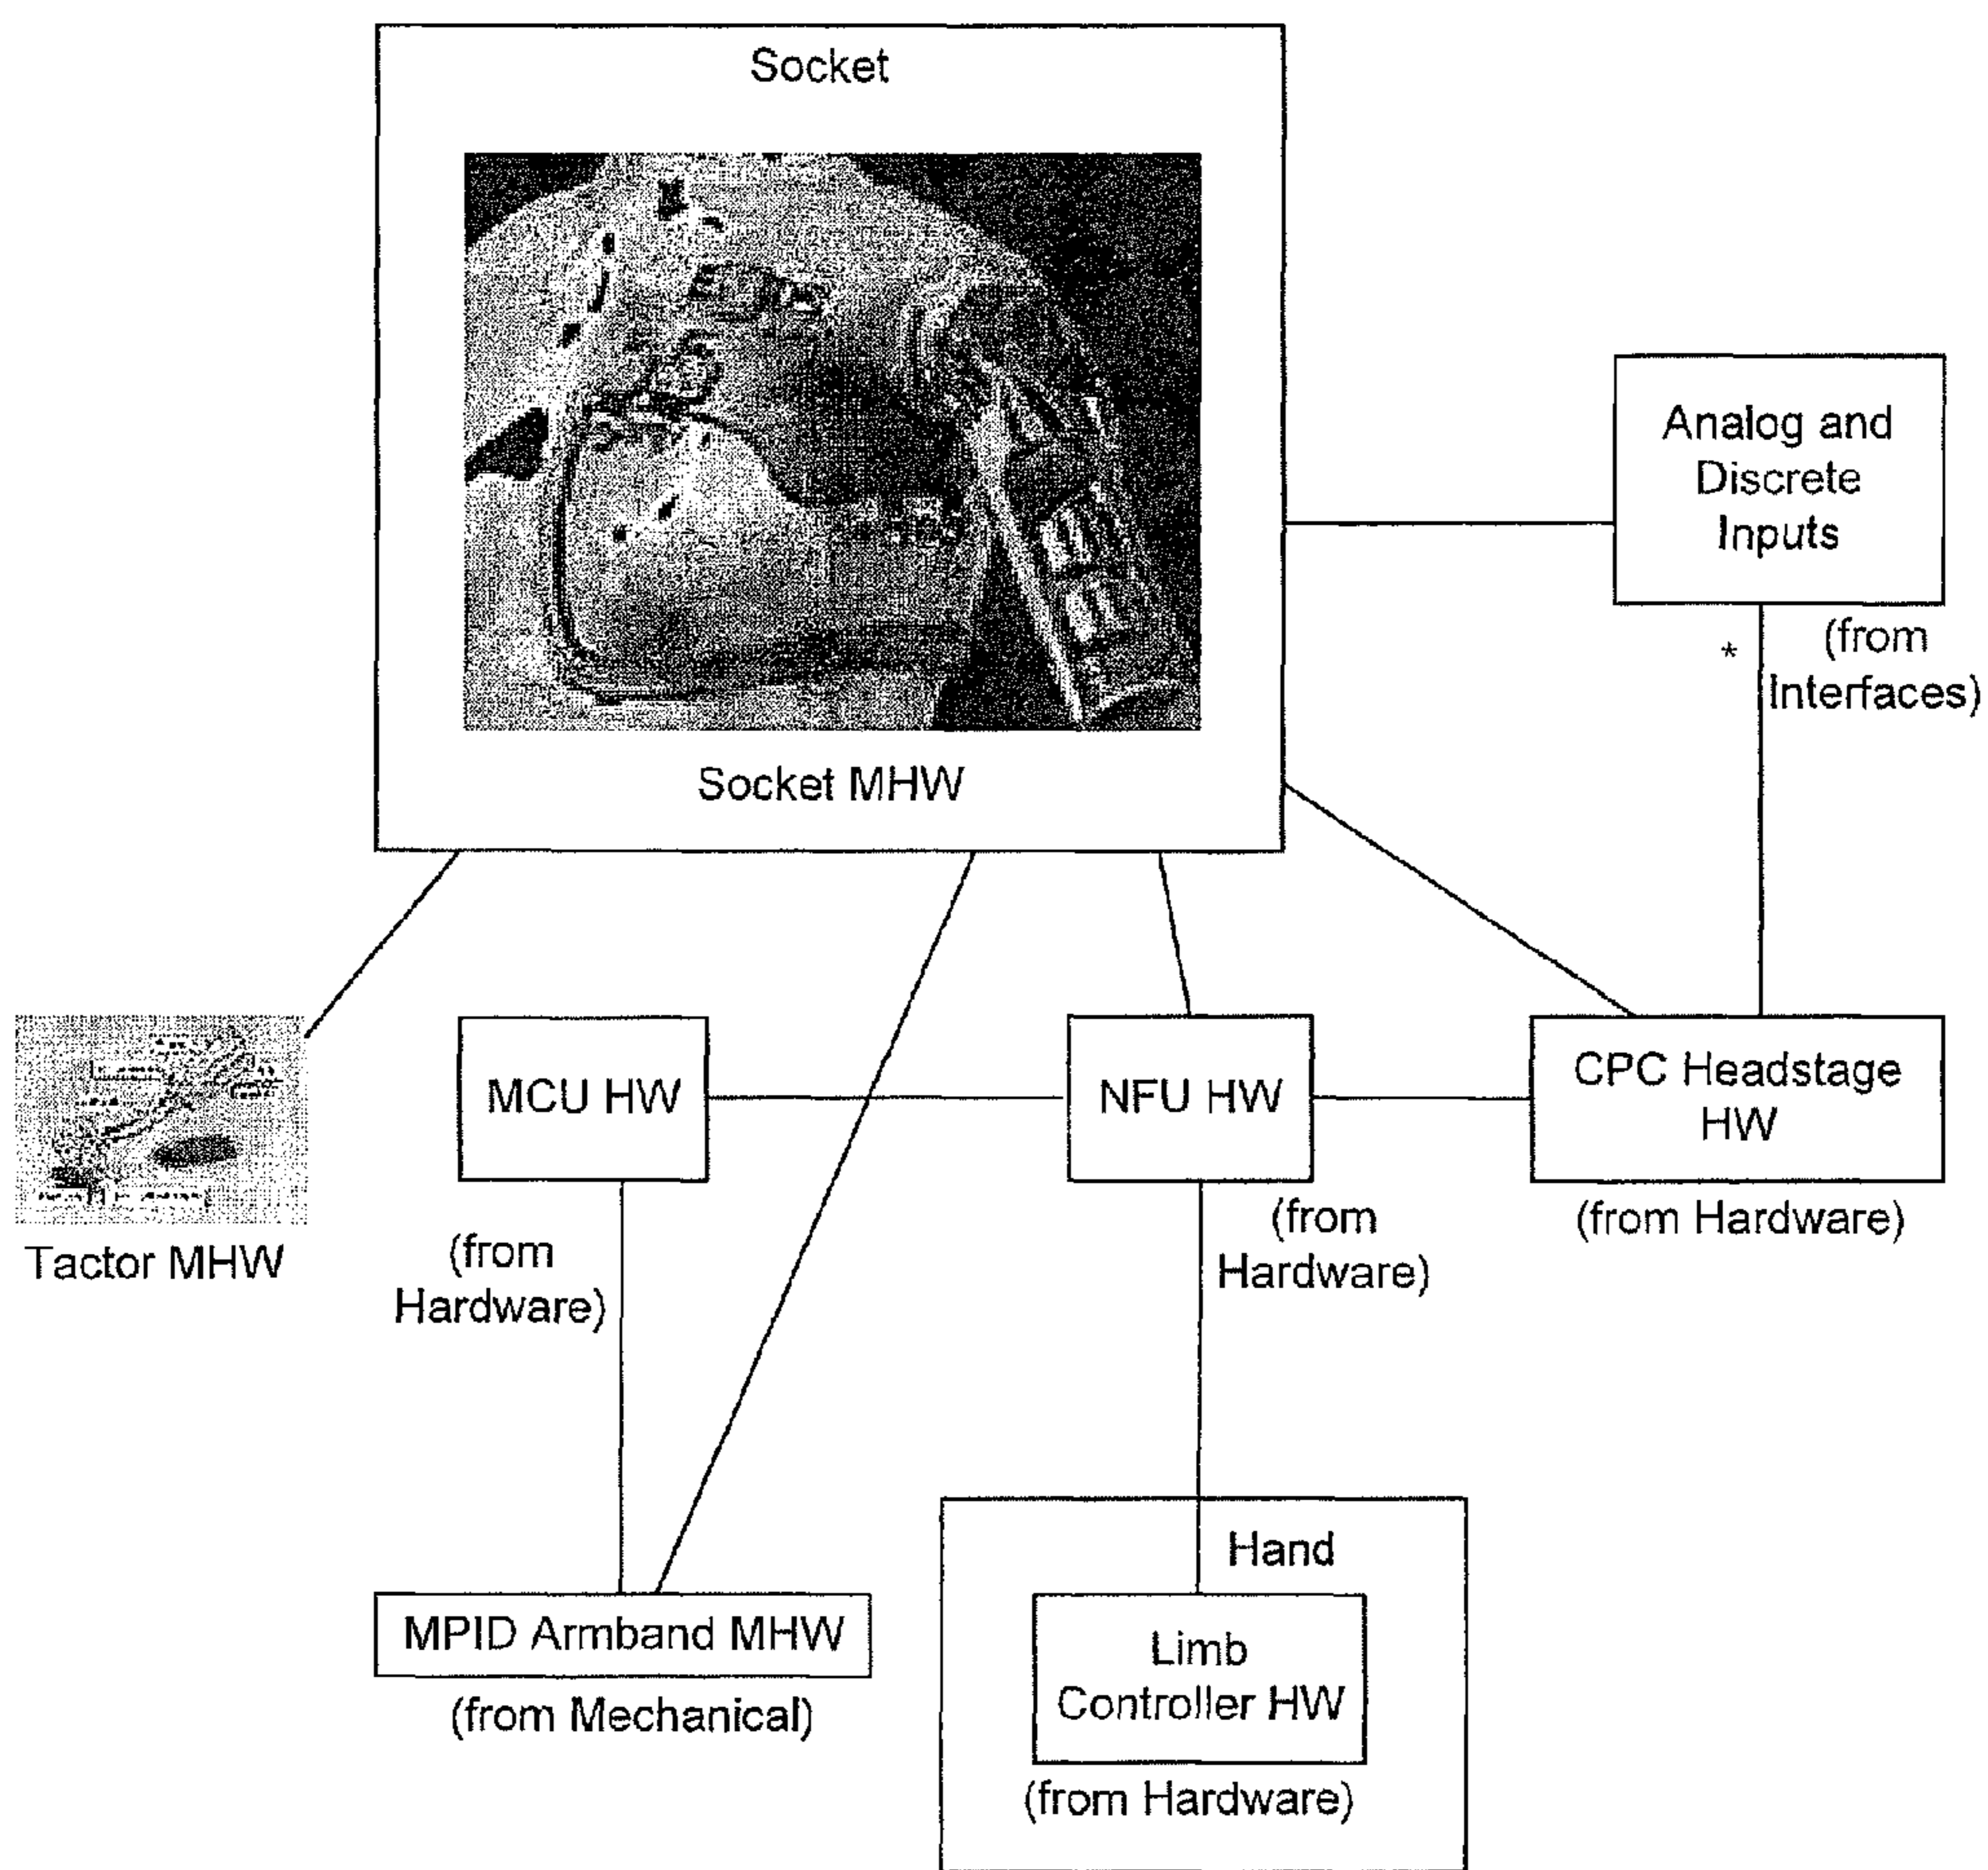 Socket
Socket MHW
Analog and
Discrete
Inputs
*
(from
Interfaces)
MCU HW
NFU HW
CPC Headstage
HW
(from
Hardware)
(from
Hardware)
(from Hardware)
Tactor MHW
Hand
MPID Armband MHW
(from Mechanical)
Limb
Controller HW
(from Hardware)